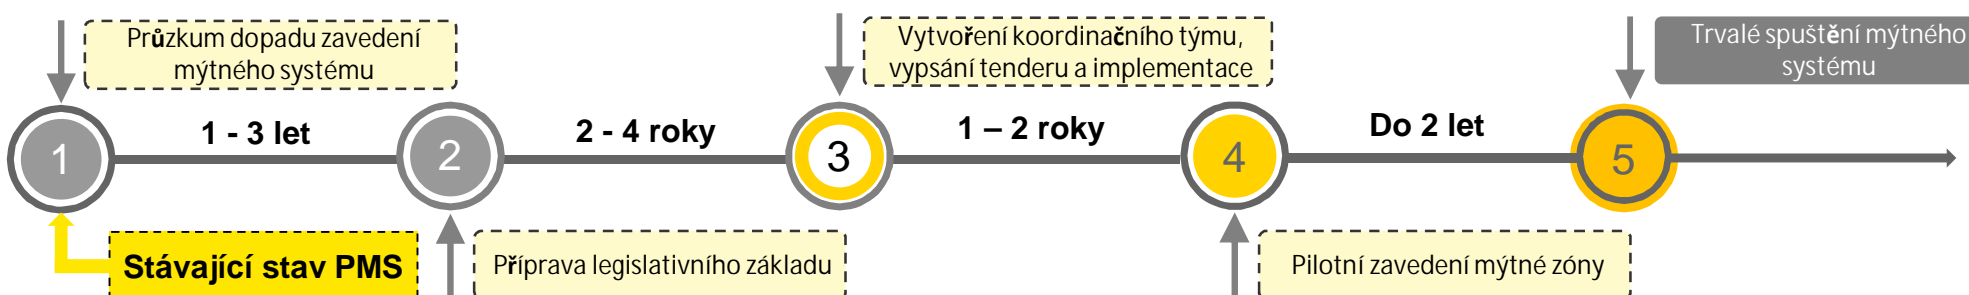 Průzkum dopadu zavedení
mýtného systému
Vytvoření koordinačního týmu,
vypsání tenderu a implementace
Trvalé spuštění mýtného
systému
1 - 3 let
2 - 4 roky
1 – 2 roky
Do 2 let
1
2
3
4
5
Stávající stav PMS
Příprava legislativního základu
Pilotní zavedení mýtné zóny